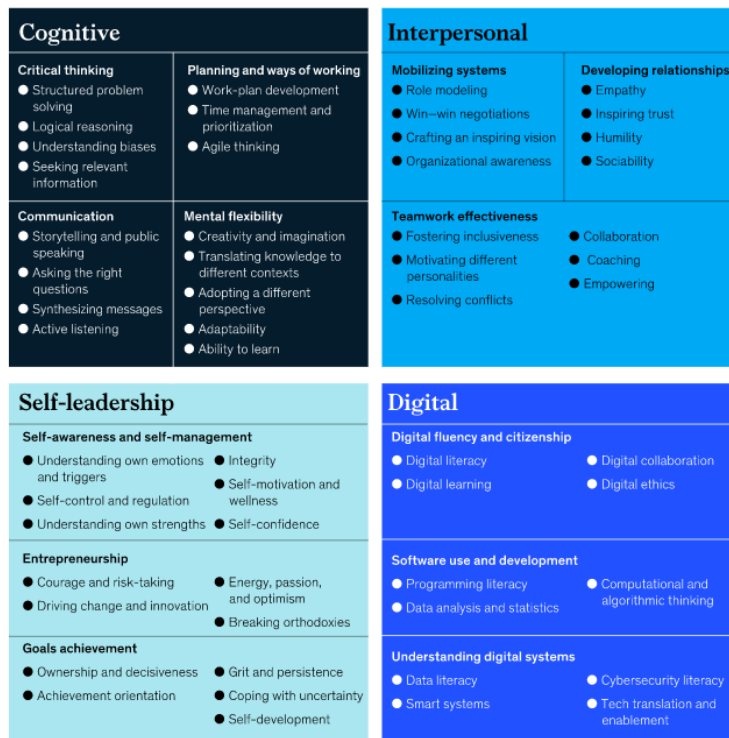 Cognitive
Critical thinking
Structured problem
solving
Logical reasoning
Understanding biases
Seeking relevant
information
Planning and ways of working
Work-plan development
Time management and
prioritization
Agile thinking
Communication
Storytelling and public
speaking
Asking the right
questions
Synthesizing messages
Active listening
Mental flexibility
Creativity and imagination
Translating knowledge to
different contexts
Adopting a different
perspective
Adaptability
Ability to learn
Interpersonal
Mobilizing systems
Role modeling
Win–win negotiations
Crafting an inspiring vision
Organizational awareness
Developing relationships
Empathy
Inspiring trust
Humility
Sociability
Teamwork effectiveness
Fostering inclusiveness
Motivating different
personalities
Resolving conflicts
Collaboration
Coaching
Empowering
Self-leadership
Self-awareness and self-management
Understanding own emotions
and triggers
Self-control and regulation
Understanding own strengths
Integrity
Self-motivation and
wellness
Self-confidence
Entrepreneurship
Courage and risk-taking
Driving change and innovation
Energy, passion,
and optimism
Breaking orthodoxies
Goals achievement
Ownership and decisiveness
Achievement orientation
Grit and persistence
Coping with uncertainty
Self-development
Digital
Digital fluency and citizenship
Digital literacy
Digital learning
Digital collaboration
Digital ethics
Software use and development
Programming literacy
Data analysis and statistics
Computational and
algorithmic thinking
Understanding digital systems
Data literacy
Smart systems
Cybersecurity literacy
Tech translation and
enablement